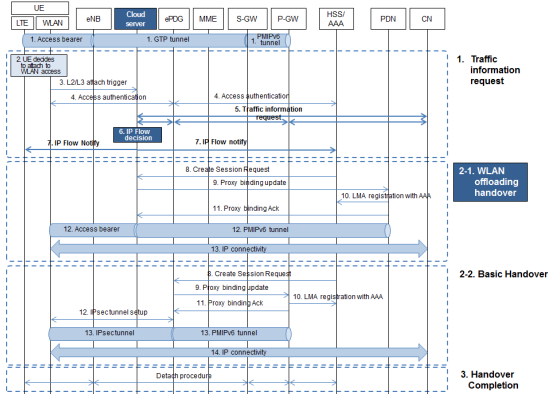 UE
LTE
WLAN
eNB
Cloud
server
ePDG
MME
S-GW
P-GW
HSS/
AAA
PDN
CN
1. Access bearer
1. GTP tunnel
1. PMIPv6
tunnel
2. UE decides
to attach to
WLAN access
3. L2/L3 attach trigger
4. Access authentication
4. Access authentication
5. Traffic information
request
6. IP Flow
decision
7. IP Flow Notify
7. IP Flow notify
1. Traffic
information
request
8. Create Session Request
9. Proxy binding update
10. LMA registration with AAA
11. Proxy binding Ack
12. Access bearer
12. PMIPv6 tunnel
13. IP connectivity
2-1. WLAN
offloading
handover
8. Create Session Request
9. Proxy binding update
10. LMA registration with AAA
11. Proxy binding Ack
12. IPsec tunnel setup
13. IPsec tunnel
13. PMIPv6 tunnel
14. IP connectivity
2-2. Basic Handover
Detach procedure
3. Handover
Completion